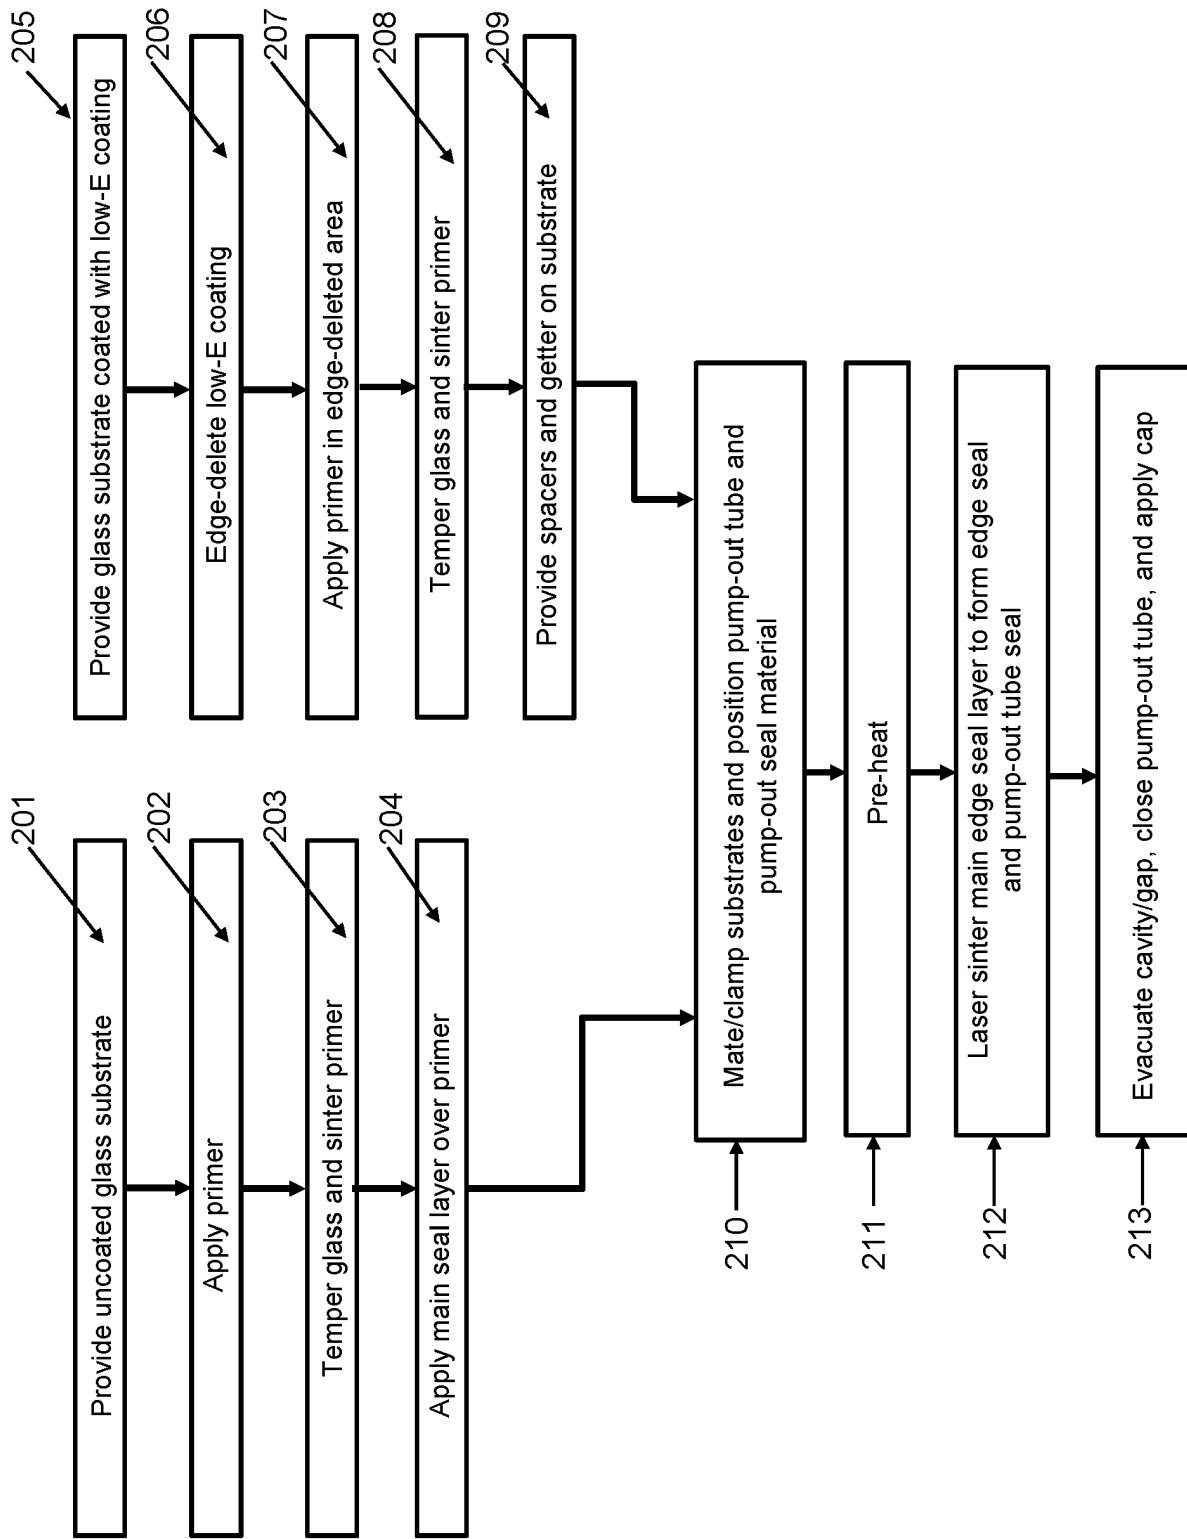 201
Provide uncoated glass substrate
202
Apply primer
203
Temper glass and sinter primer
204
Apply main seal layer over primer
205
Provide glass substrate coated with low-E coating
206
Edge-delete low-E coating
207
Apply primer in edge-deleted area
208
Temper glass and sinter primer
209
Provide spacers and getter on substrate
210
Mate/clamp substrates and position pump-out tube and
pump-out seal material
211
Pre-heat
212
Laser sinter main edge seal layer to form edge seal
and pump-out tube seal
213
Evacuate cavity/gap, close pump-out tube, and apply cap